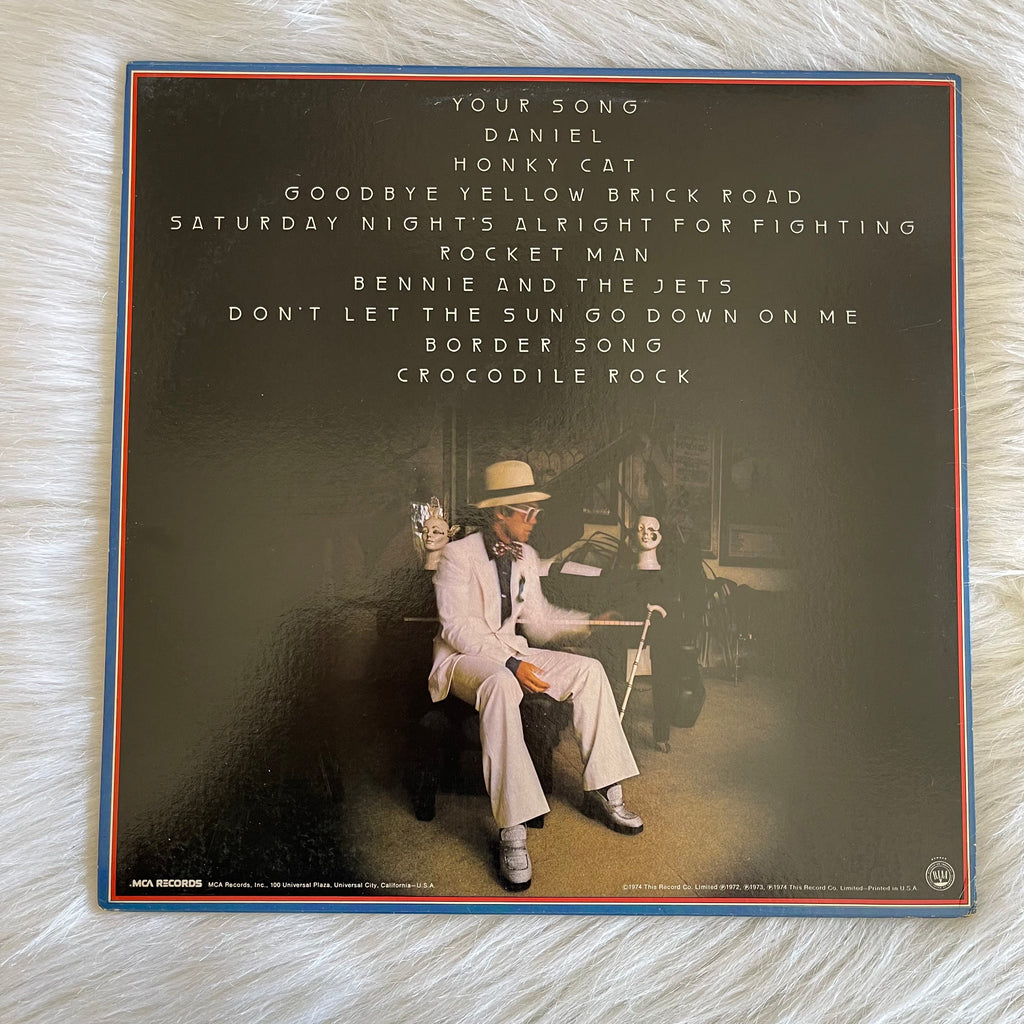 YOUR SONG
DANIEL
HONKY CAT
GOODBYE YELLOW BRICK ROAD
SATURDAY NIGHT'S ALRIGHT FOR FIGHTING
ROCKET MAN
BENNIE AND THE JETS
DON'T LET THE SUN GO DOWN ON ME
BORDER SONG
CROCODILE ROCK
MCA RECORDS MCA Records, Inc., 100 Universal Plaza, Universal City, California—U.S.A.
©1974 This Record Co. Limited ℗1972, ℗1973, ℗1974 This Record Co. Limited—Printed in U.S.A.